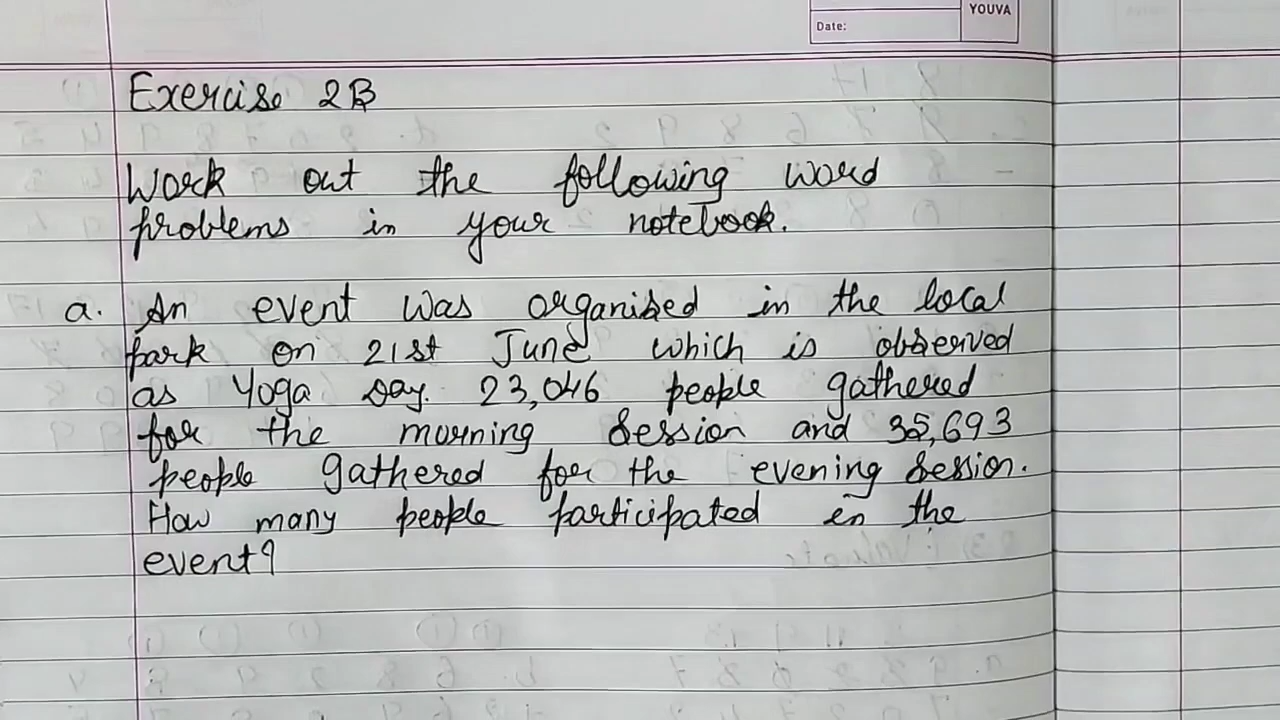 YOUVA
Date:
Exercise 2B
Work out the following word
problems in your notebook.
a. An event was organised in the local
park on 21st June which is observed
as Yoga Day. 23,046 people gathered
for the morning session and 35,693
people gathered for the evening session.
How many people participated in the
event?